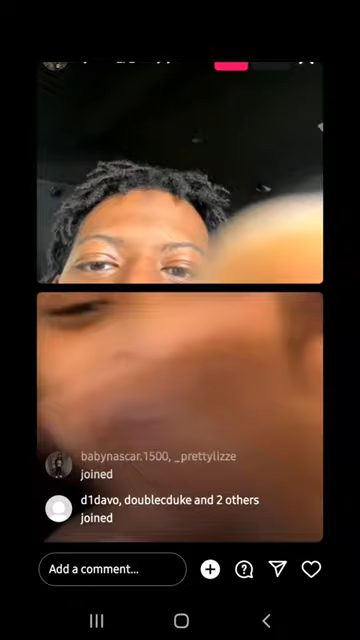 babynascar.1500, _prettylizze
joined
d1davo, doublecduke and 2 others
joined
Add a comment...